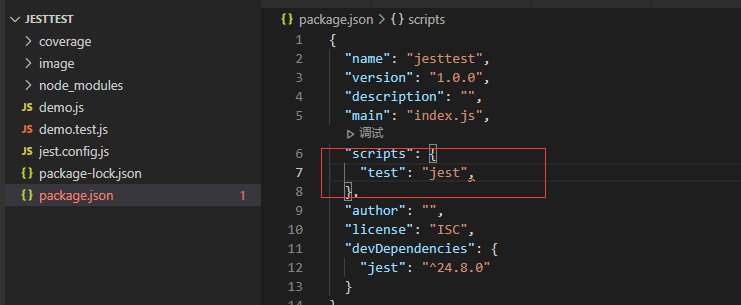 JESTTEST
coverage
image
node_modules
JS demo.js
demo.test.js
JS jest.config.js
{} package-lock.json
{} package.json 1
{} package.json > {} scripts
1 {
2 "name": "jesttest",
3 "version": "1.0.0",
4 "description": "",
5 "main": "index.js",
调试
6 "scripts": {
7 "test": "jest",
8 },
9 "author": "",
10 "license": "ISC",
11 "devDependencies": {
12 "jest": "^24.8.0"
13 }
14 }